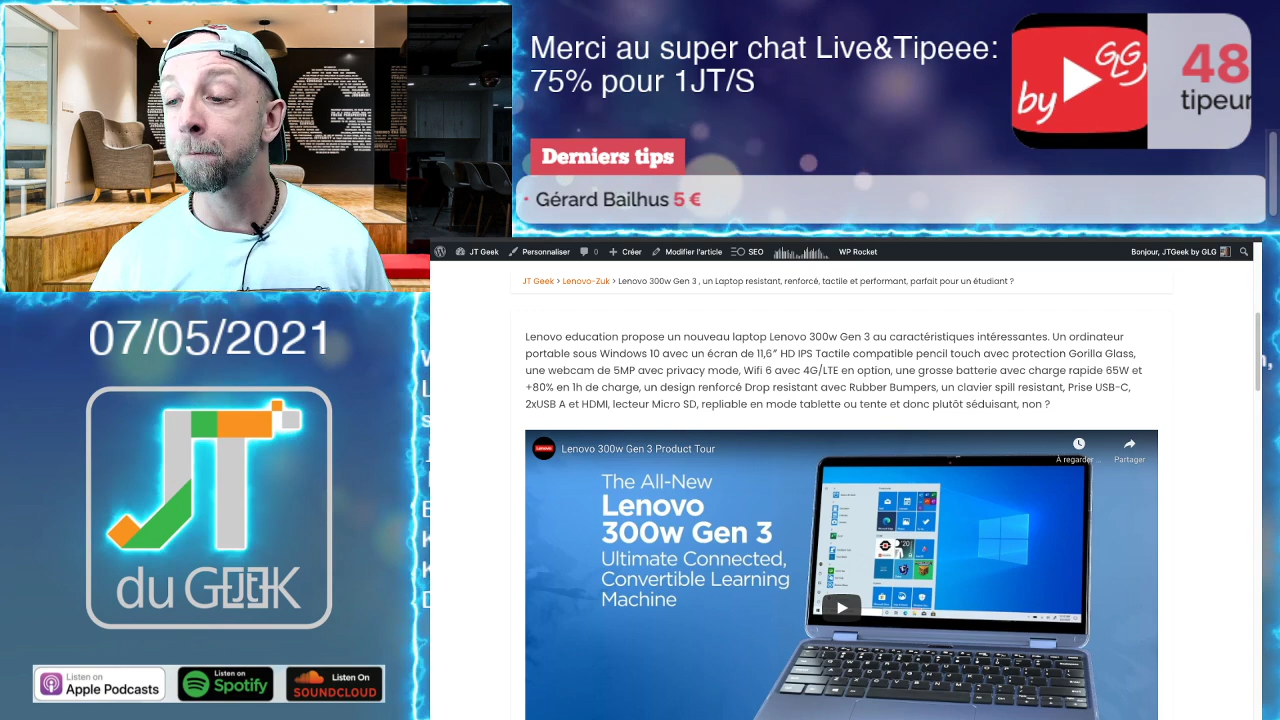 Merci au super chat Live&Tipeee:
75% pour 1JT/S
by GLG
48
tipeur
Derniers tips
• Gérard Bailhus 5 €
JT Geek Personnaliser 0 Créer Modifier l'article SEO WP Rocket Bonjour, JTGeek by GLG
JT Geek > Lenovo-Zuk > Lenovo 300w Gen 3 , un Laptop resistant, renforcé, tactile et performant, parfait pour un étudiant ?
07/05/2021
Lenovo education propose un nouveau laptop Lenovo 300w Gen 3 au caractéristiques intéressantes. Un ordinateur
portable sous Windows 10 avec un écran de 11,6″ HD IPS Tactile compatible pencil touch avec protection Gorilla Glass,
une webcam de 5MP avec privacy mode, Wifi 6 avec 4G/LTE en option, une grosse batterie avec charge rapide 65W et
+80% en 1h de charge, un design renforcé Drop resistant avec Rubber Bumpers, un clavier spill resistant, Prise USB-C,
2xUSB A et HDMI, lecteur Micro SD, repliable en mode tablette ou tente et donc plutôt séduisant, non ?
Lenovo 300w Gen 3 Product Tour
À regarder ...
Partager
The All-New
Lenovo
300w Gen 3
Ultimate Connected,
Convertible Learning
Machine
JT
du GEEK
Listen on
Apple Podcasts
Listen on
Spotify
Listen On
SOUNDCLOUD